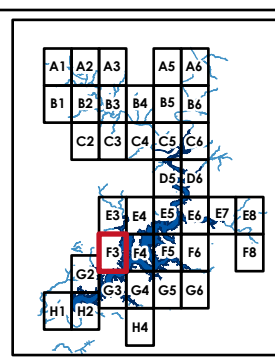 A1 A2 A3 A5 A6
B1 B2 B3 B4 B5 B6
C2 C3 C4 C5 C6
D5 D6
E3 E4 E5 E6 E7 E8
F3 F4 F5 F6 F8
G2
G3 G4 G5 G6
H1 H2
H4